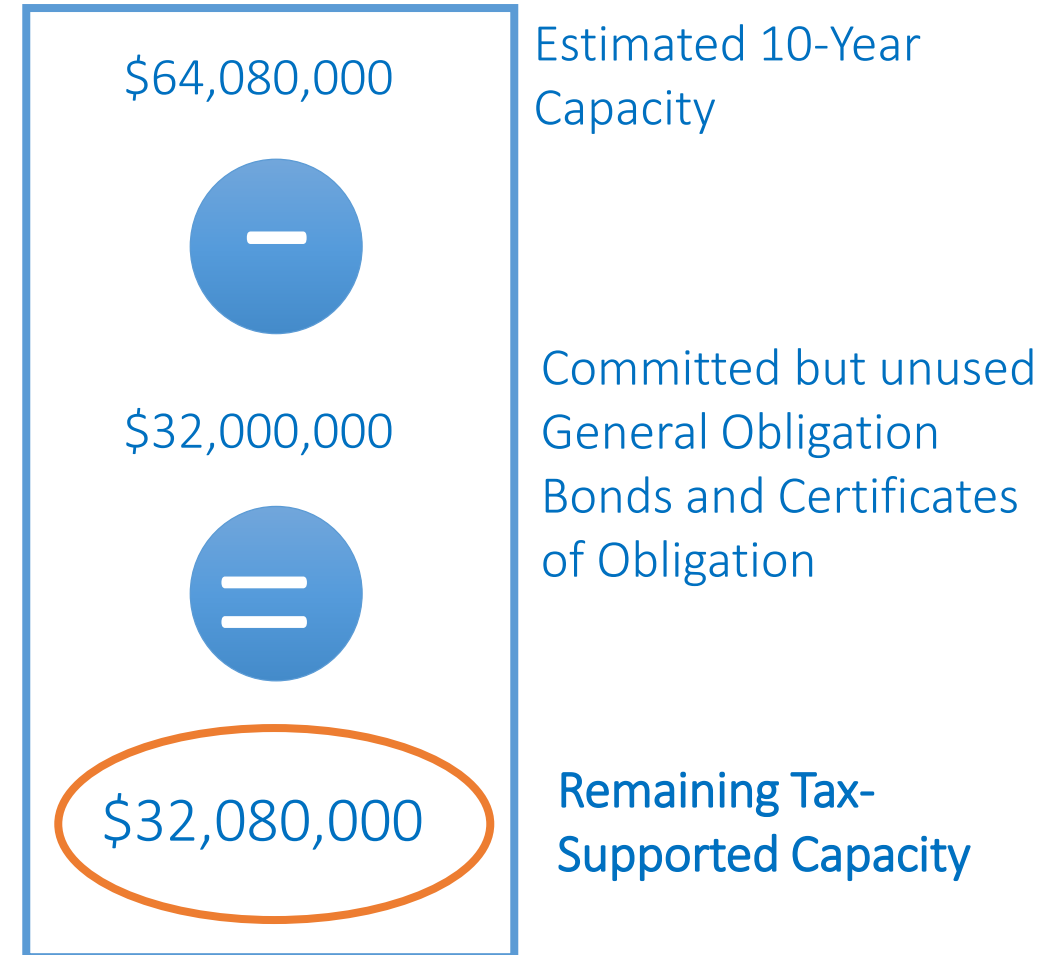 $64,080,000
Estimated 10-Year
Capacity
−
$32,000,000
Committed but unused
General Obligation
Bonds and Certificates
of Obligation
=
$32,080,000
Remaining Tax-
Supported Capacity